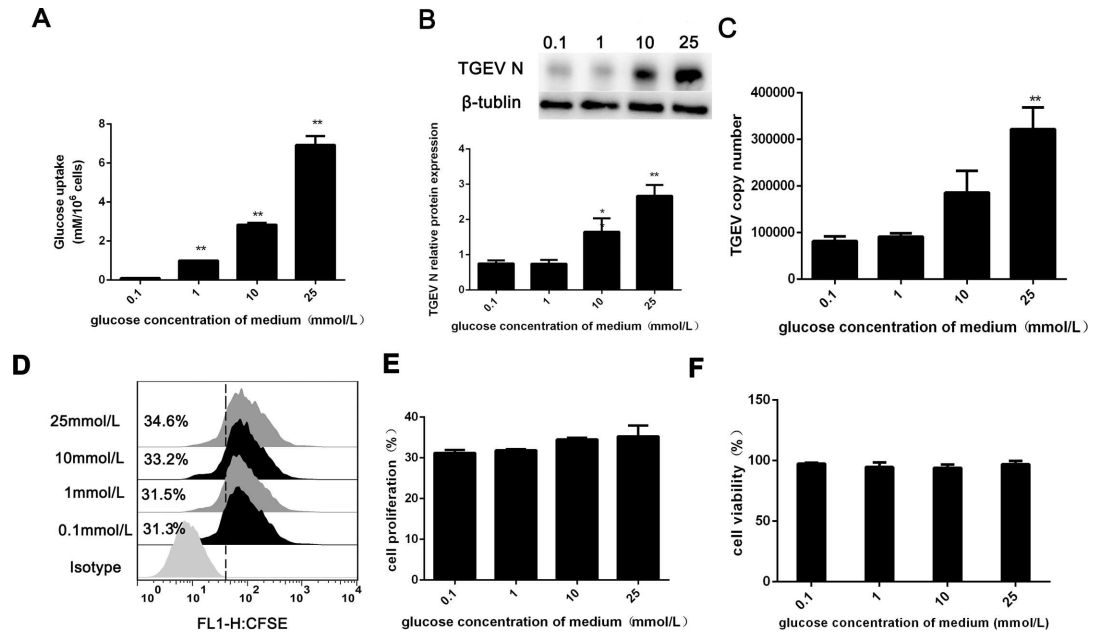 A
Glucose uptake
(mM/10⁶ cells)
8
6
4
2
0
**
**
**
0.1
1
10
25
glucose concentration of medium (mmol/L)
B
0.1 1 10 25
TGEV N
β-tublin
TGEV N relative protein expression
4
3
2
1
0
*
*
**
0.1
1
10
25
glucose concentration of medium (mmol/L)
C
TGEV copy number
400000
300000
200000
100000
0
**
0.1
1
10
25
glucose concentration of medium (mmol/L)
D
25mmol/L 34.6%
10mmol/L 33.2%
1mmol/L 31.5%
0.1mmol/L 31.3%
Isotype
10⁰ 10¹ 10² 10³ 10⁴
FL1-H:CFSE
E
cell proliferation (%)
40
30
20
10
0
0.1
1
10
25
glucose concentration of medium (mmol/L)
F
cell viability (%)
150
100
50
0
0.1
1
10
25
glucose concentration of medium (mmol/L)